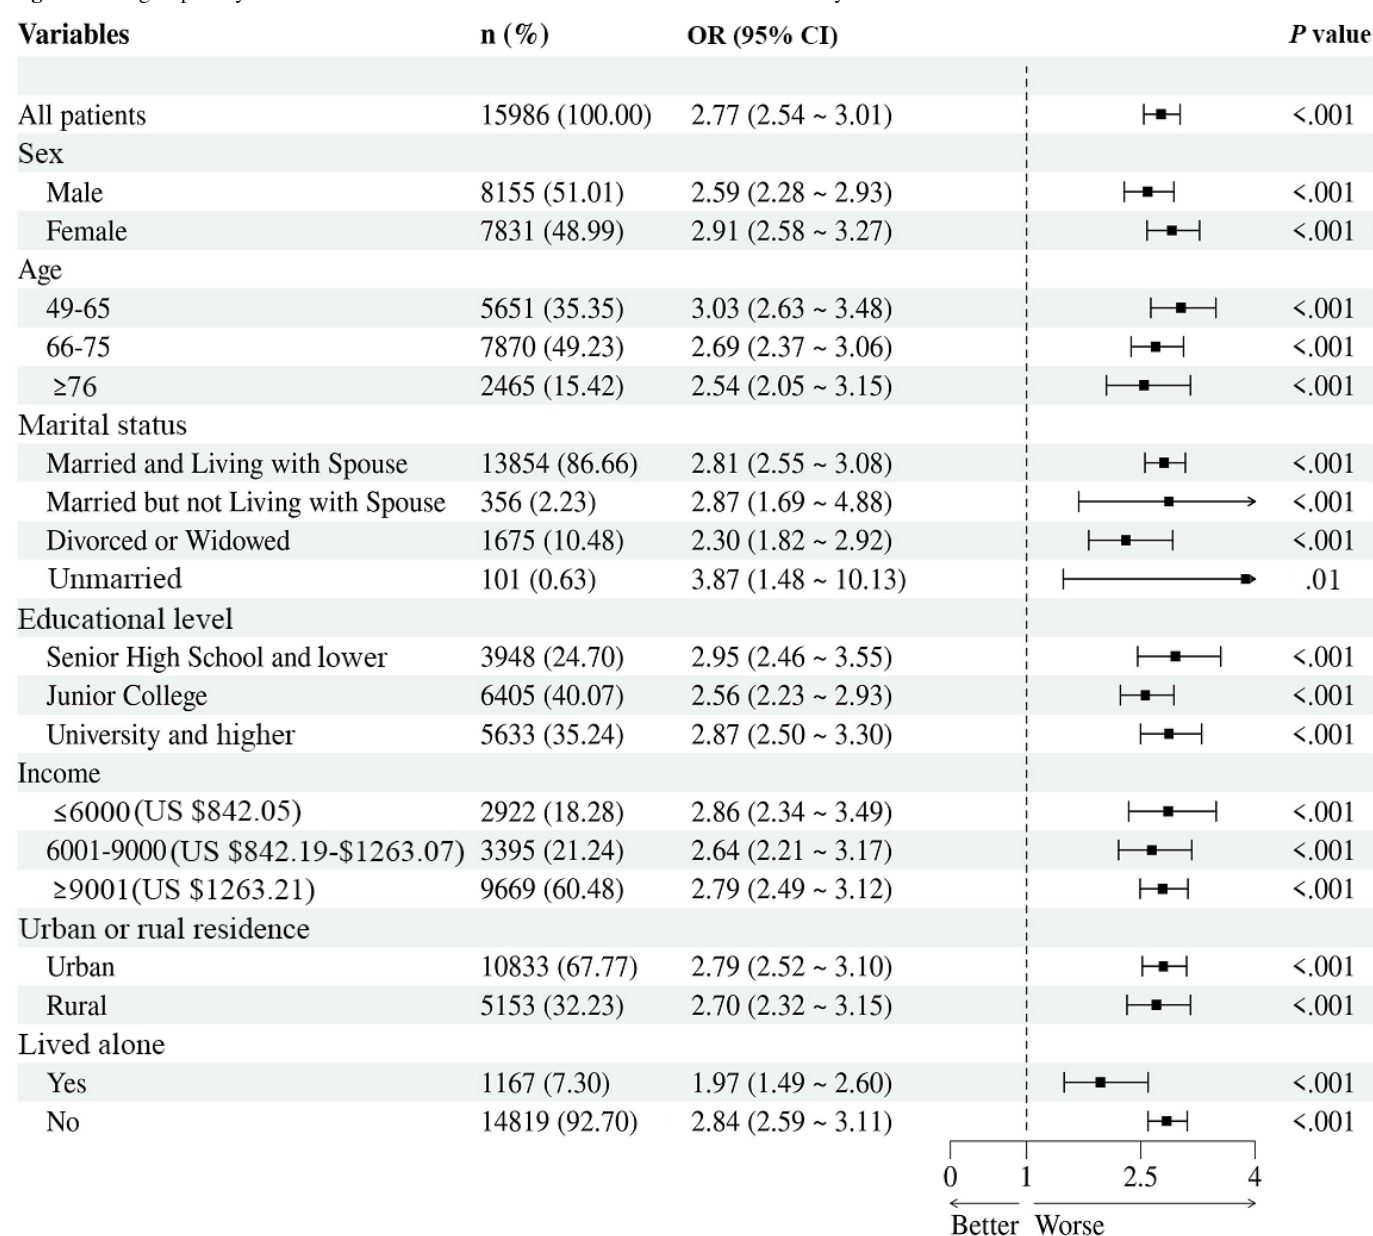 Variables n (%) OR (95% CI) P value
All patients 15986 (100.00) 2.77 (2.54 ~ 3.01) <.001
Sex
Male 8155 (51.01) 2.59 (2.28 ~ 2.93) <.001
Female 7831 (48.99) 2.91 (2.58 ~ 3.27) <.001
Age
49-65 5651 (35.35) 3.03 (2.63 ~ 3.48) <.001
66-75 7870 (49.23) 2.69 (2.37 ~ 3.06) <.001
≥76 2465 (15.42) 2.54 (2.05 ~ 3.15) <.001
Marital status
Married and Living with Spouse 13854 (86.66) 2.81 (2.55 ~ 3.08) <.001
Married but not Living with Spouse 356 (2.23) 2.87 (1.69 ~ 4.88) <.001
Divorced or Widowed 1675 (10.48) 2.30 (1.82 ~ 2.92) <.001
Unmarried 101 (0.63) 3.87 (1.48 ~ 10.13) .01
Educational level
Senior High School and lower 3948 (24.70) 2.95 (2.46 ~ 3.55) <.001
Junior College 6405 (40.07) 2.56 (2.23 ~ 2.93) <.001
University and higher 5633 (35.24) 2.87 (2.50 ~ 3.30) <.001
Income
≤6000(US $842.05) 2922 (18.28) 2.86 (2.34 ~ 3.49) <.001
6001-9000(US $842.19-$1263.07) 3395 (21.24) 2.64 (2.21 ~ 3.17) <.001
≥9001(US $1263.21) 9669 (60.48) 2.79 (2.49 ~ 3.12) <.001
Urban or rual residence
Urban 10833 (67.77) 2.79 (2.52 ~ 3.10) <.001
Rural 5153 (32.23) 2.70 (2.32 ~ 3.15) <.001
Lived alone
Yes 1167 (7.30) 1.97 (1.49 ~ 2.60) <.001
No 14819 (92.70) 2.84 (2.59 ~ 3.11) <.001
0 1 2.5 4
Better Worse